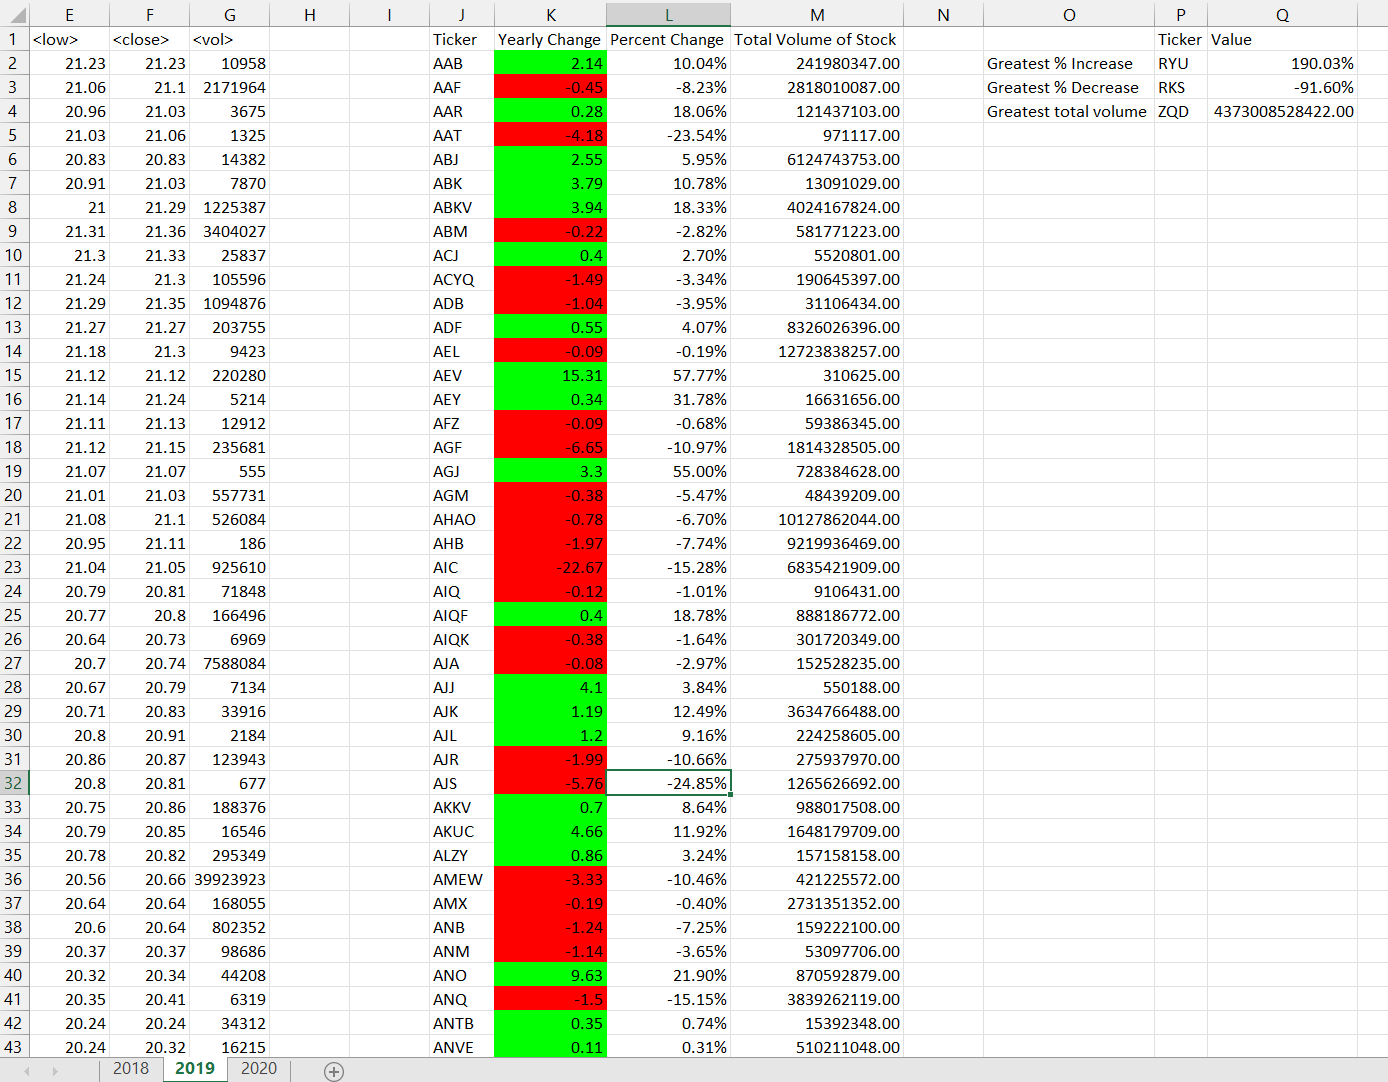 E F G H I J K L M N O P Q
1 <low> <close> <vol> Ticker Yearly Change Percent Change Total Volume of Stock Ticker Value
2 21.23 21.23 10958 AAB 2.14 10.04% 241980347.00 Greatest % Increase RYU 190.03%
3 21.06 21.1 2171964 AAF -0.45 -8.23% 2818010087.00 Greatest % Decrease RKS -91.60%
4 20.96 21.03 3675 AAR 0.28 18.06% 121437103.00 Greatest total volume ZQD 4373008528422.00
5 21.03 21.06 1325 AAT -4.18 -23.54% 971117.00
6 20.83 20.83 14382 ABJ 2.55 5.95% 6124743753.00
7 20.91 21.03 7870 ABK 3.79 10.78% 13091029.00
8 21 21.29 1225387 ABKV 3.94 18.33% 4024167824.00
9 21.31 21.36 3404027 ABM -0.22 -2.82% 581771223.00
10 21.3 21.33 25837 ACJ 0.4 2.70% 5520801.00
11 21.24 21.3 105596 ACYQ -1.49 -3.34% 190645397.00
12 21.29 21.35 1094876 ADB -1.04 -3.95% 31106434.00
13 21.27 21.27 203755 ADF 0.55 4.07% 8326026396.00
14 21.18 21.3 9423 AEL -0.09 -0.19% 12723838257.00
15 21.12 21.12 220280 AEV 15.31 57.77% 310625.00
16 21.14 21.24 5214 AEY 0.34 31.78% 16631656.00
17 21.11 21.13 12912 AFZ -0.09 -0.68% 59386345.00
18 21.12 21.15 235681 AGF -6.65 -10.97% 1814328505.00
19 21.07 21.07 555 AGJ 3.3 55.00% 728384628.00
20 21.01 21.03 557731 AGM -0.38 -5.47% 48439209.00
21 21.08 21.1 526084 AHAO -0.78 -6.70% 10127862044.00
22 20.95 21.11 186 AHB -1.97 -7.74% 9219936469.00
23 21.04 21.05 925610 AIC -22.67 -15.28% 6835421909.00
24 20.79 20.81 71848 AIQ -0.12 -1.01% 9106431.00
25 20.77 20.8 166496 AIQF 0.4 18.78% 888186772.00
26 20.64 20.73 6969 AIQK -0.38 -1.64% 301720349.00
27 20.7 20.74 7588084 AJA -0.08 -2.97% 152528235.00
28 20.67 20.79 7134 AJJ 4.1 3.84% 550188.00
29 20.71 20.83 33916 AJK 1.19 12.49% 3634766488.00
30 20.8 20.91 2184 AJL 1.2 9.16% 224258605.00
31 20.86 20.87 123943 AJR -1.99 -10.66% 275937970.00
32 20.8 20.81 677 AJS -5.76 -24.85% 1265626692.00
33 20.75 20.86 188376 AKKV 0.7 8.64% 988017508.00
34 20.79 20.85 16546 AKUC 4.66 11.92% 1648179709.00
35 20.78 20.82 295349 ALZY 0.86 3.24% 157158158.00
36 20.56 20.66 39923923 AMEW -3.33 -10.46% 421225572.00
37 20.64 20.64 168055 AMX -0.19 -0.40% 2731351352.00
38 20.6 20.64 802352 ANB -1.24 -7.25% 159222100.00
39 20.37 20.37 98686 ANM -1.14 -3.65% 53097706.00
40 20.32 20.34 44208 ANO 9.63 21.90% 870592879.00
41 20.35 20.41 6319 ANQ -1.5 -15.15% 3839262119.00
42 20.24 20.24 34312 ANTB 0.35 0.74% 15392348.00
43 20.24 20.32 16215 ANVE 0.11 0.31% 510211048.00
2018 2019 2020